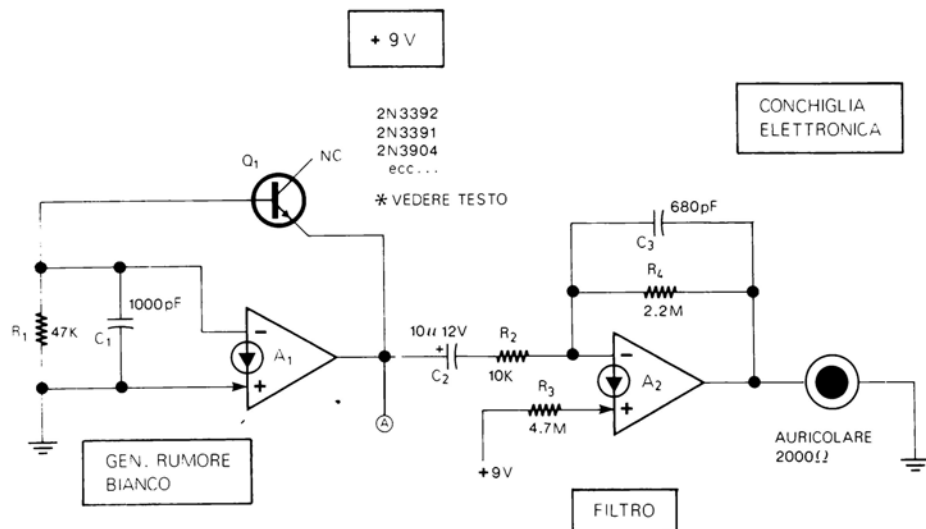 + 9 V
2N3392
2N3391
2N3904
ecc...
* VEDERE TESTO
CONCHIGLIA
ELETTRONICA
Q1
NC
680pF
C3
R4
2.2M
1000pF
R1
47K
C1
−
A1
+
10µ 12V
+
C2
R2
10K
−
A2
+
R3
4.7M
+9V
A
AURICOLARE
2000Ω
GEN. RUMORE
BIANCO
FILTRO